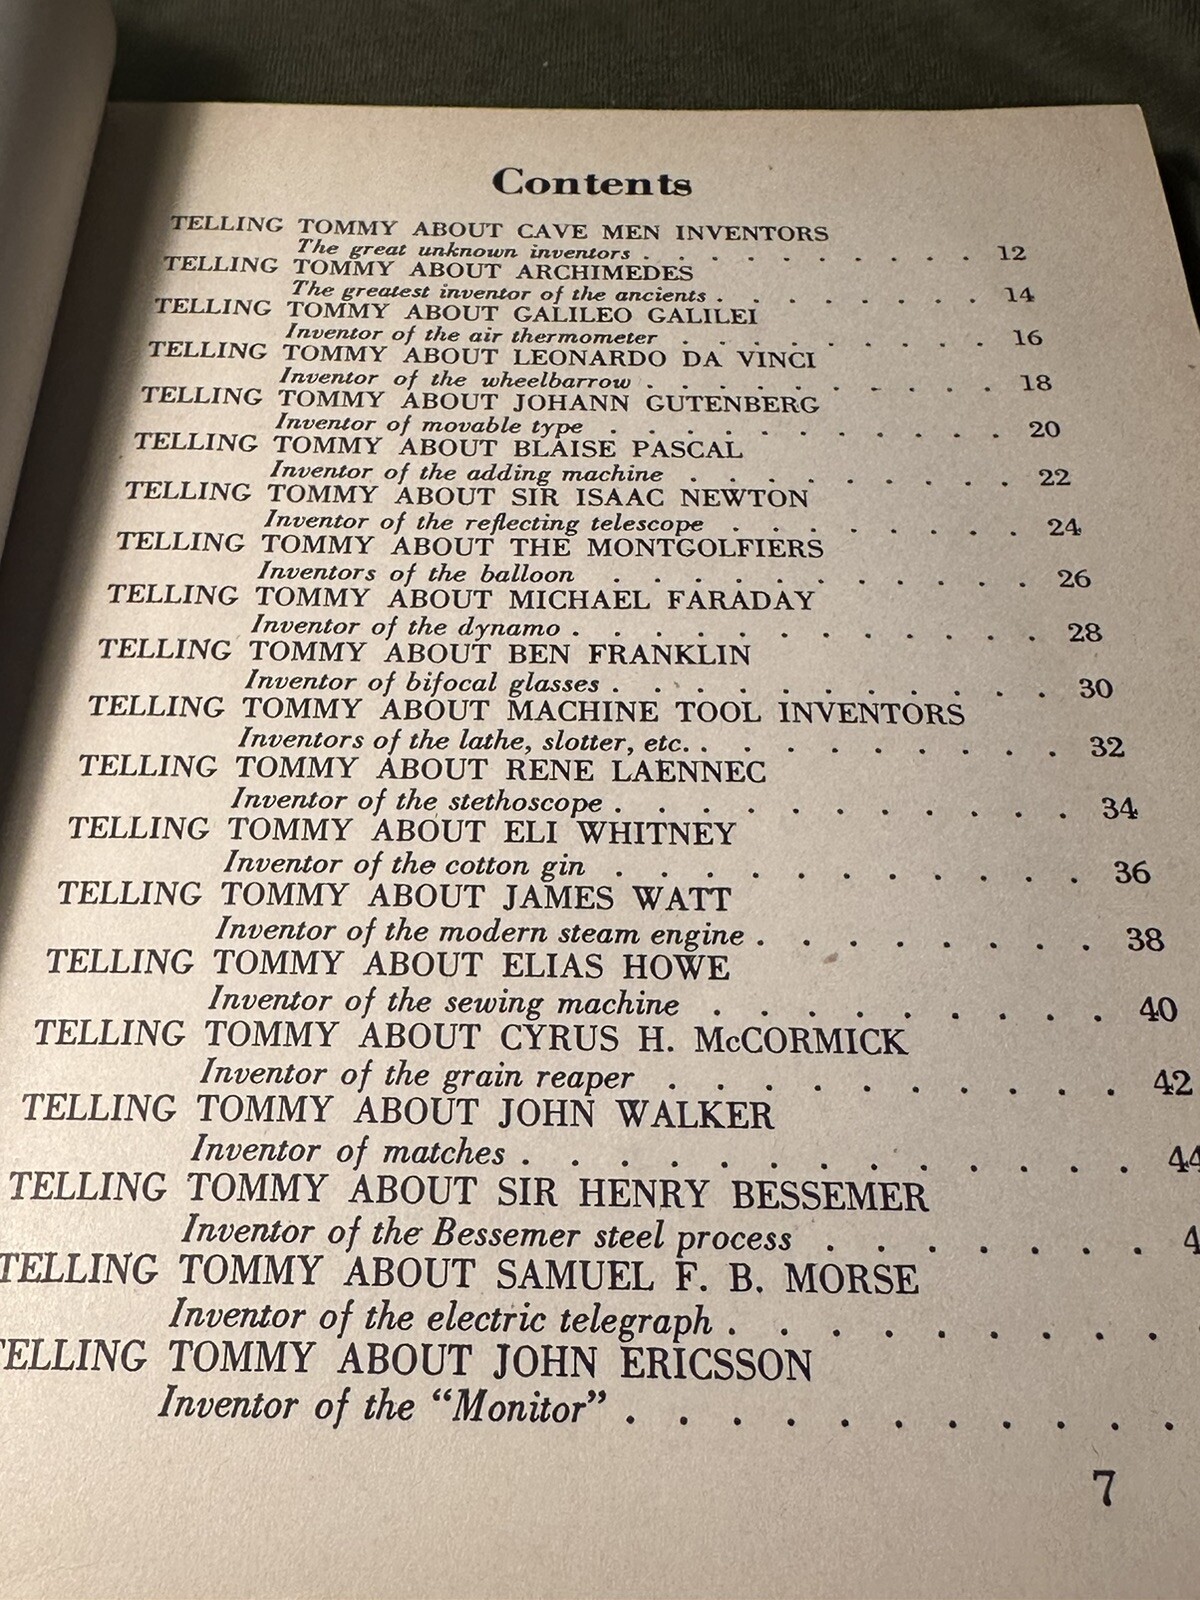 Contents
TELLING TOMMY ABOUT CAVE MEN INVENTORS
The great unknown inventors . . . . . . . . . . 12
TELLING TOMMY ABOUT ARCHIMEDES
The greatest inventor of the ancients . . . . . . . . 14
TELLING TOMMY ABOUT GALILEO GALILEI
Inventor of the air thermometer . . . . . . . . . 16
TELLING TOMMY ABOUT LEONARDO DA VINCI
Inventor of the wheelbarrow . . . . . . . . . . 18
TELLING TOMMY ABOUT JOHANN GUTENBERG
Inventor of movable type . . . . . . . . . . . 20
TELLING TOMMY ABOUT BLAISE PASCAL
Inventor of the adding machine . . . . . . . . . 22
TELLING TOMMY ABOUT SIR ISAAC NEWTON
Inventor of the reflecting telescope . . . . . . . . 24
TELLING TOMMY ABOUT THE MONTGOLFIERS
Inventors of the balloon . . . . . . . . . . . 26
TELLING TOMMY ABOUT MICHAEL FARADAY
Inventor of the dynamo . . . . . . . . . . . . 28
TELLING TOMMY ABOUT BEN FRANKLIN
Inventor of bifocal glasses . . . . . . . . . . . 30
TELLING TOMMY ABOUT MACHINE TOOL INVENTORS
Inventors of the lathe, slotter, etc. . . . . . . . . . 32
TELLING TOMMY ABOUT RENE LAENNEC
Inventor of the stethoscope . . . . . . . . . . . 34
TELLING TOMMY ABOUT ELI WHITNEY
Inventor of the cotton gin . . . . . . . . . . . 36
TELLING TOMMY ABOUT JAMES WATT
Inventor of the modern steam engine . . . . . . . . 38
TELLING TOMMY ABOUT ELIAS HOWE
Inventor of the sewing machine . . . . . . . . . 40
TELLING TOMMY ABOUT CYRUS H. McCORMICK
Inventor of the grain reaper . . . . . . . . . . 42
TELLING TOMMY ABOUT JOHN WALKER
Inventor of matches . . . . . . . . . . . . . 44
TELLING TOMMY ABOUT SIR HENRY BESSEMER
Inventor of the Bessemer steel process . . . . . . . 4
TELLING TOMMY ABOUT SAMUEL F. B. MORSE
Inventor of the electric telegraph . . . . . . . . .
TELLING TOMMY ABOUT JOHN ERICSSON
Inventor of the “Monitor” . . . . . . . . . . .
7